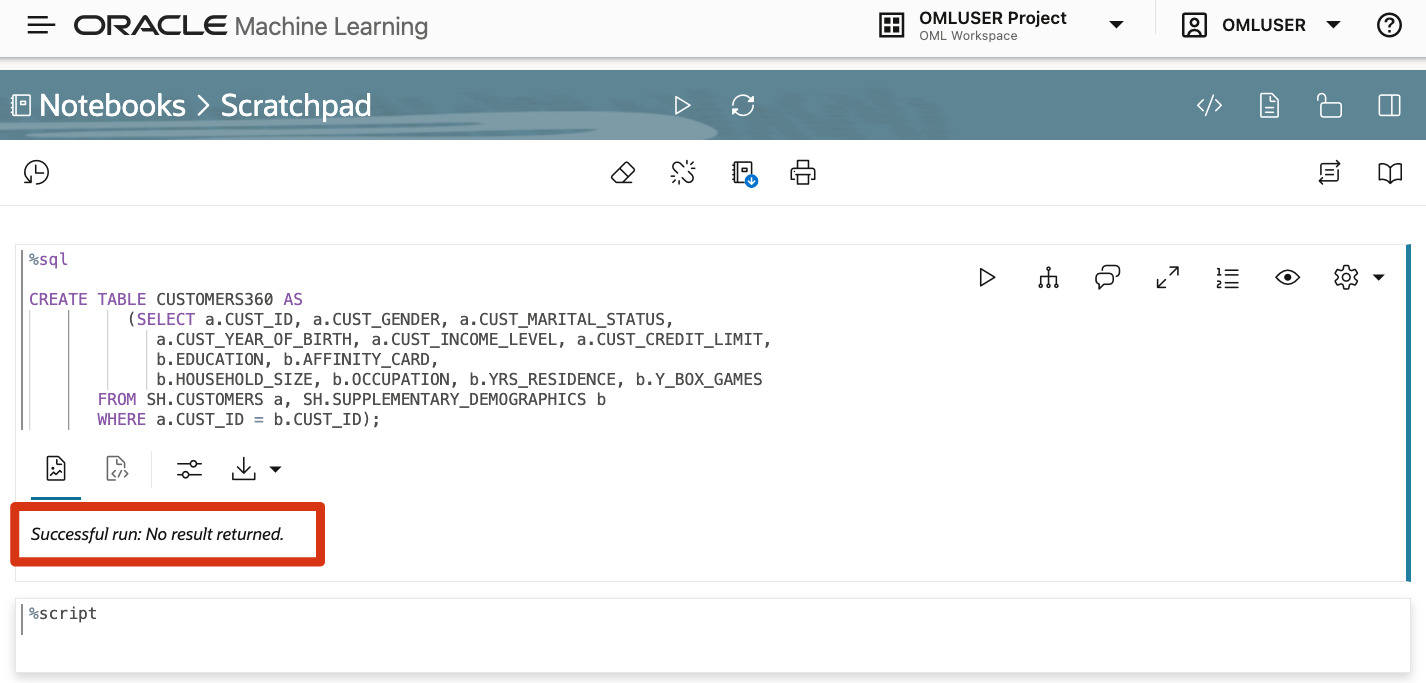 ORACLE Machine Learning
OMLUSER Project
OML Workspace
OMLUSER
Notebooks > Scratchpad
%sql
CREATE TABLE CUSTOMERS360 AS
(SELECT a.CUST_ID, a.CUST_GENDER, a.CUST_MARITAL_STATUS,
a.CUST_YEAR_OF_BIRTH, a.CUST_INCOME_LEVEL, a.CUST_CREDIT_LIMIT,
b.EDUCATION, b.AFFINITY_CARD,
b.HOUSEHOLD_SIZE, b.OCCUPATION, b.YRS_RESIDENCE, b.Y_BOX_GAMES
FROM SH.CUSTOMERS a, SH.SUPPLEMENTARY_DEMOGRAPHICS b
WHERE a.CUST_ID = b.CUST_ID);
Successful run: No result returned.
%script